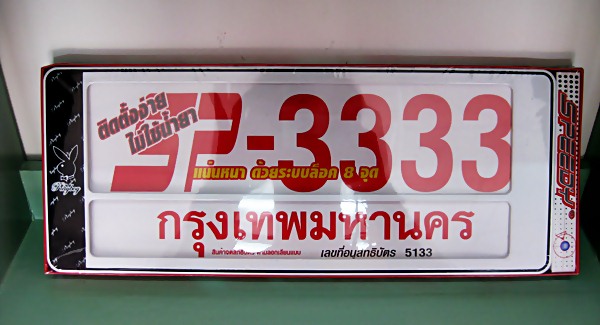 ติดตั้งง่าย
ไม่ใช้น้ำยา
SP-3333
แน่นหนา ด้วยระบบล็อค 8 จุด
กรุงเทพมหานคร
เลขที่อนุสิทธิบัตร 5133
SPEEDY
Playboy